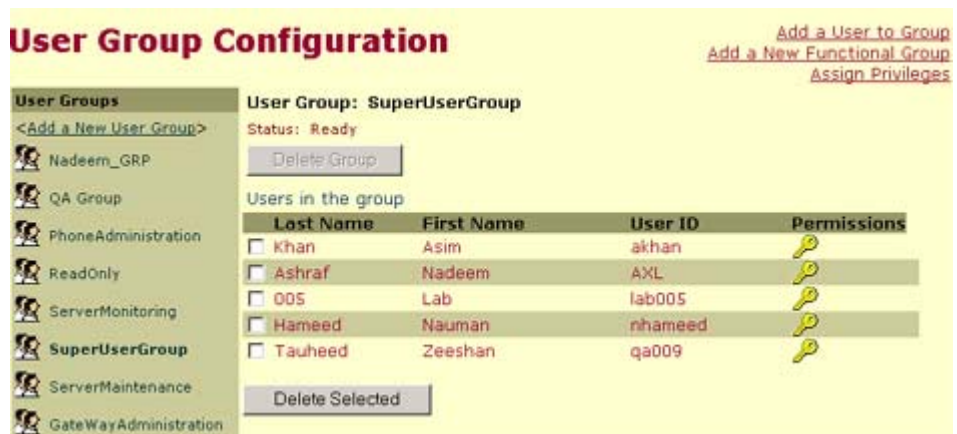 User Group Configuration
Add a User to Group
Add a New Functional Group
Assign Privileges
User Groups
<Add a New User Group>
Nadeem_GRP
QA Group
PhoneAdministration
ReadOnly
ServerMonitoring
SuperUserGroup
ServerMaintenance
GateWayAdministration
User Group: SuperUserGroup
Status: Ready
Delete Group
Users in the group
Last Name First Name User ID Permissions
Khan Asim akhan
Ashraf Nadeem AXL
005 Lab lab005
Hameed Nauman nhameed
Tauheed Zeeshan qa009
Delete Selected